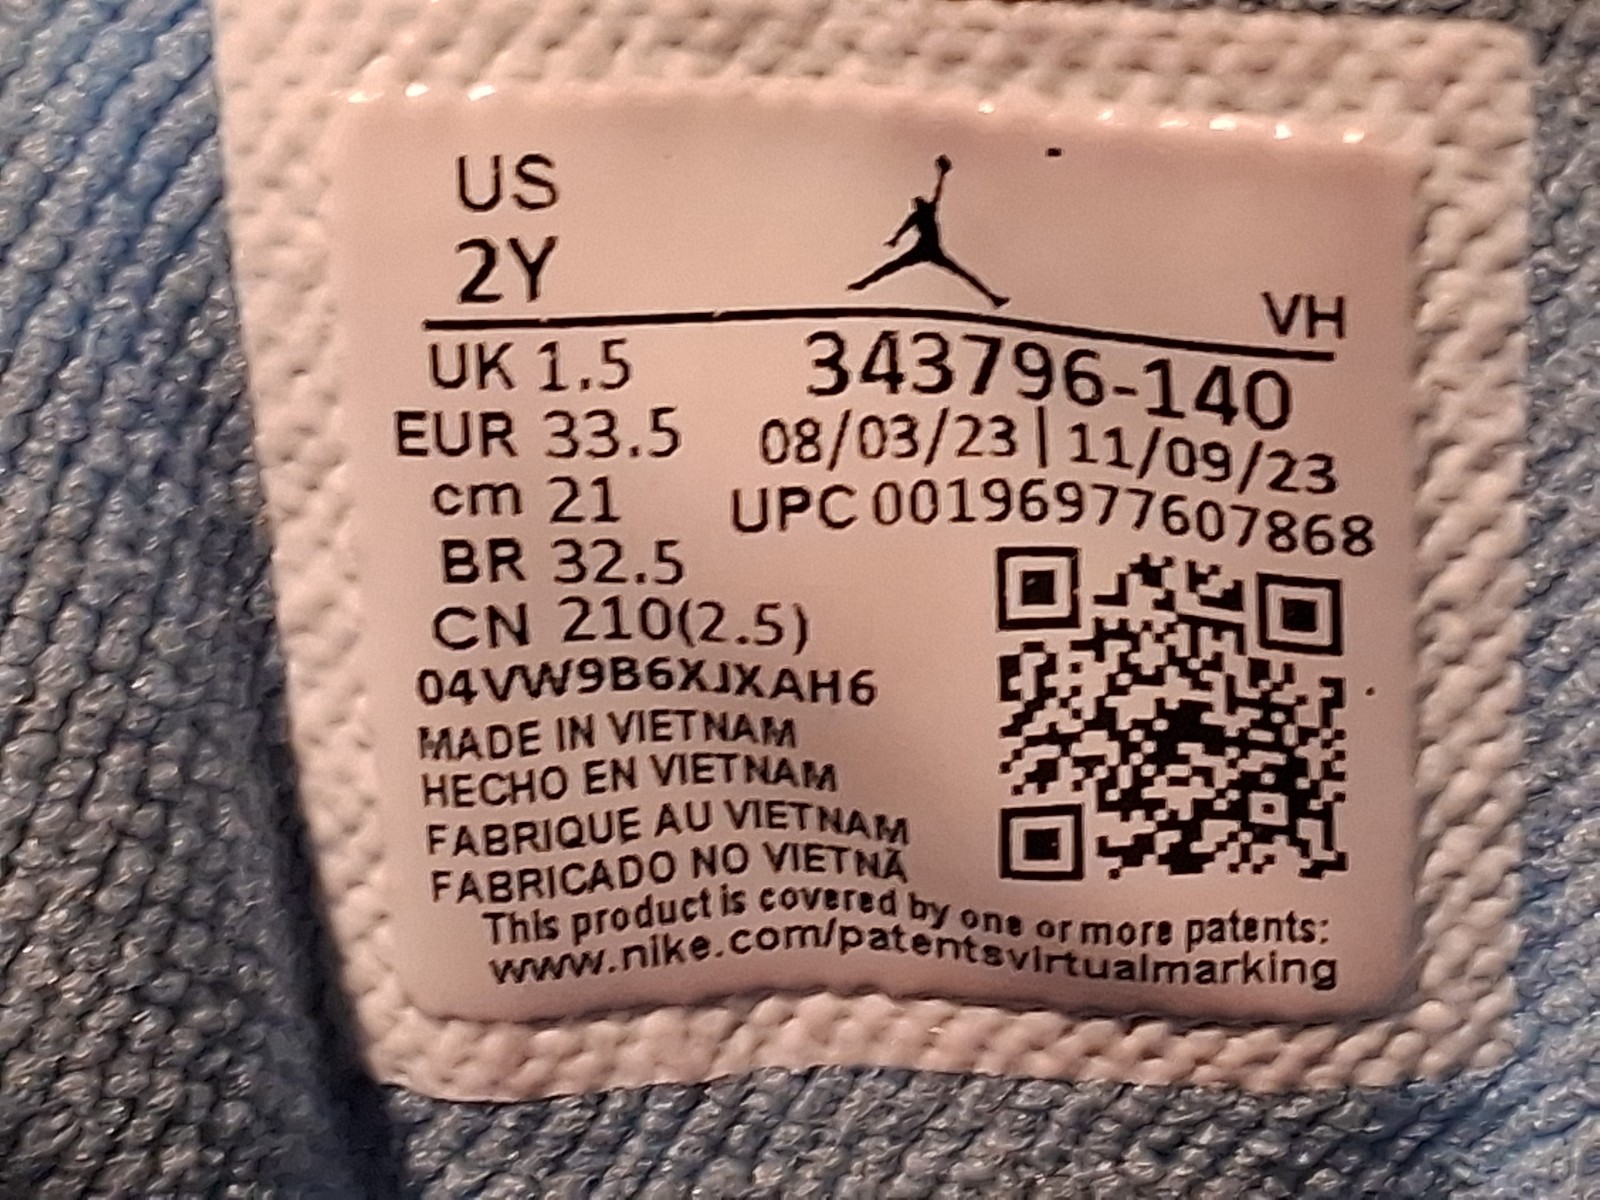 US
2Y
VH
UK 1.5
343796-140
EUR 33.5
08/03/23 | 11/09/23
cm 21
UPC 00196977607868
BR 32.5
CN 210(2.5)
04VW9B6XJXAH6
MADE IN VIETNAM
HECHO EN VIETNAM
FABRIQUE AU VIETNAM
FABRICADO NO VIETNÃ
This product is covered by one or more patents:
www.nike.com/patentsvirtualmarking